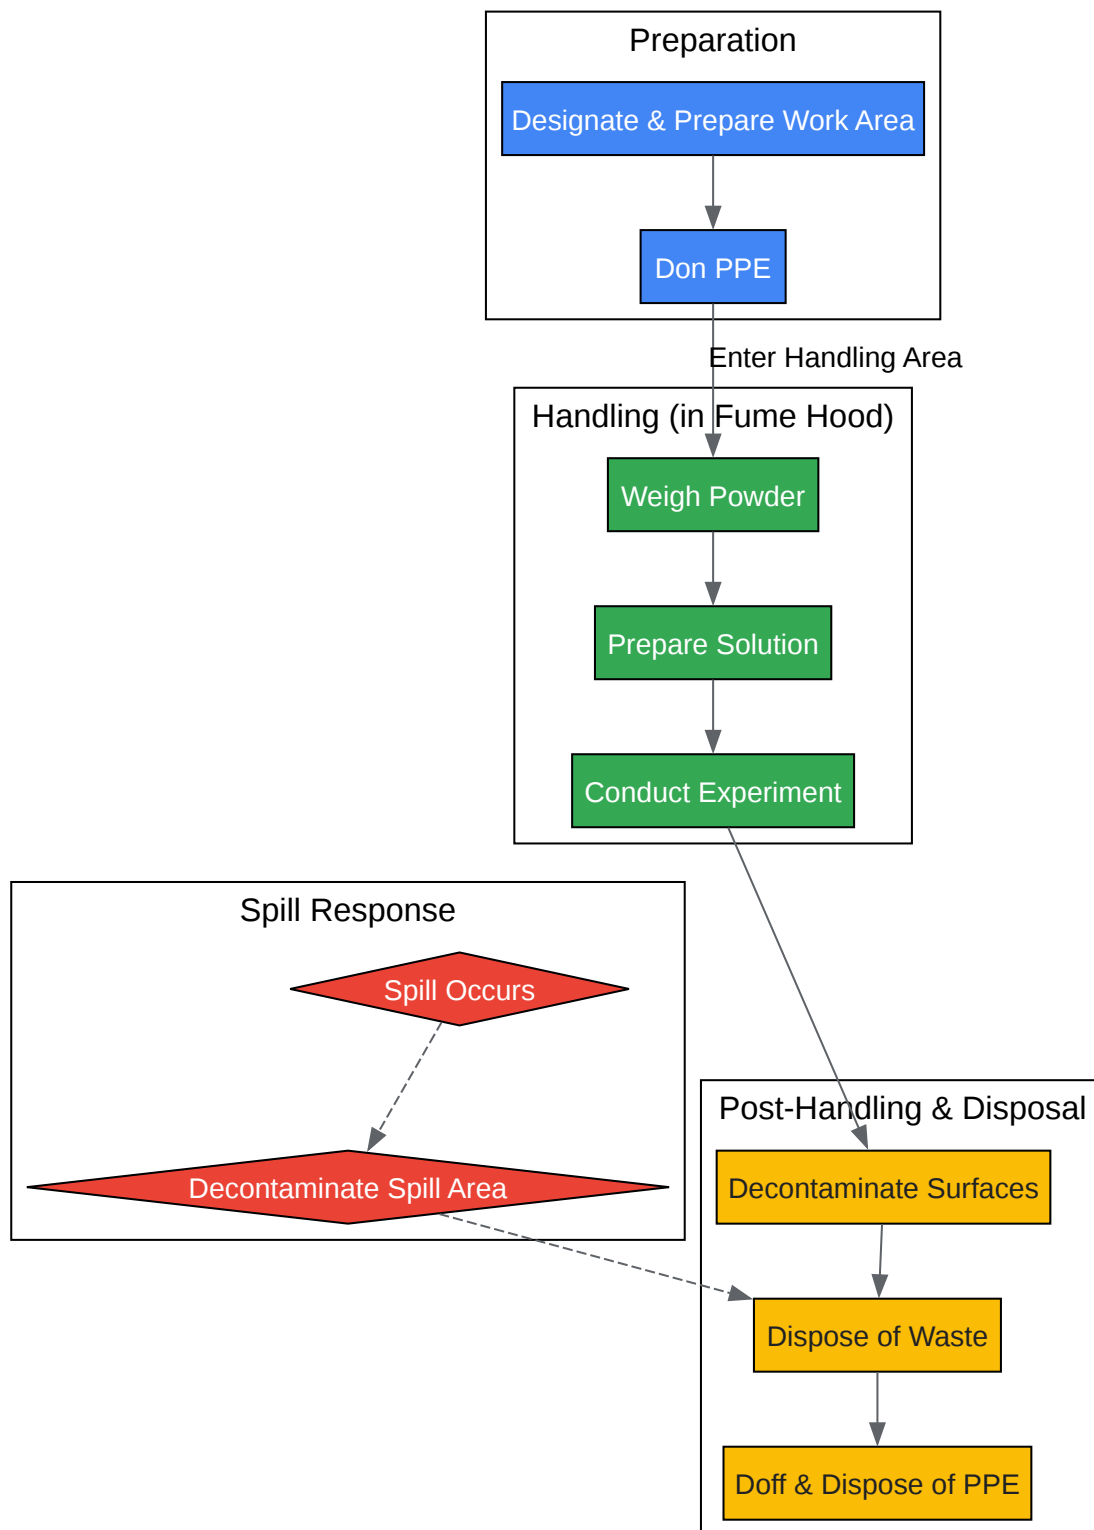 Preparation
Designate & Prepare Work Area
Don PPE
Enter Handling Area
Handling (in Fume Hood)
Weigh Powder
Prepare Solution
Conduct Experiment
Spill Response
Spill Occurs
Decontaminate Spill Area
Post-Handling & Disposal
Decontaminate Surfaces
Dispose of Waste
Doff & Dispose of PPE